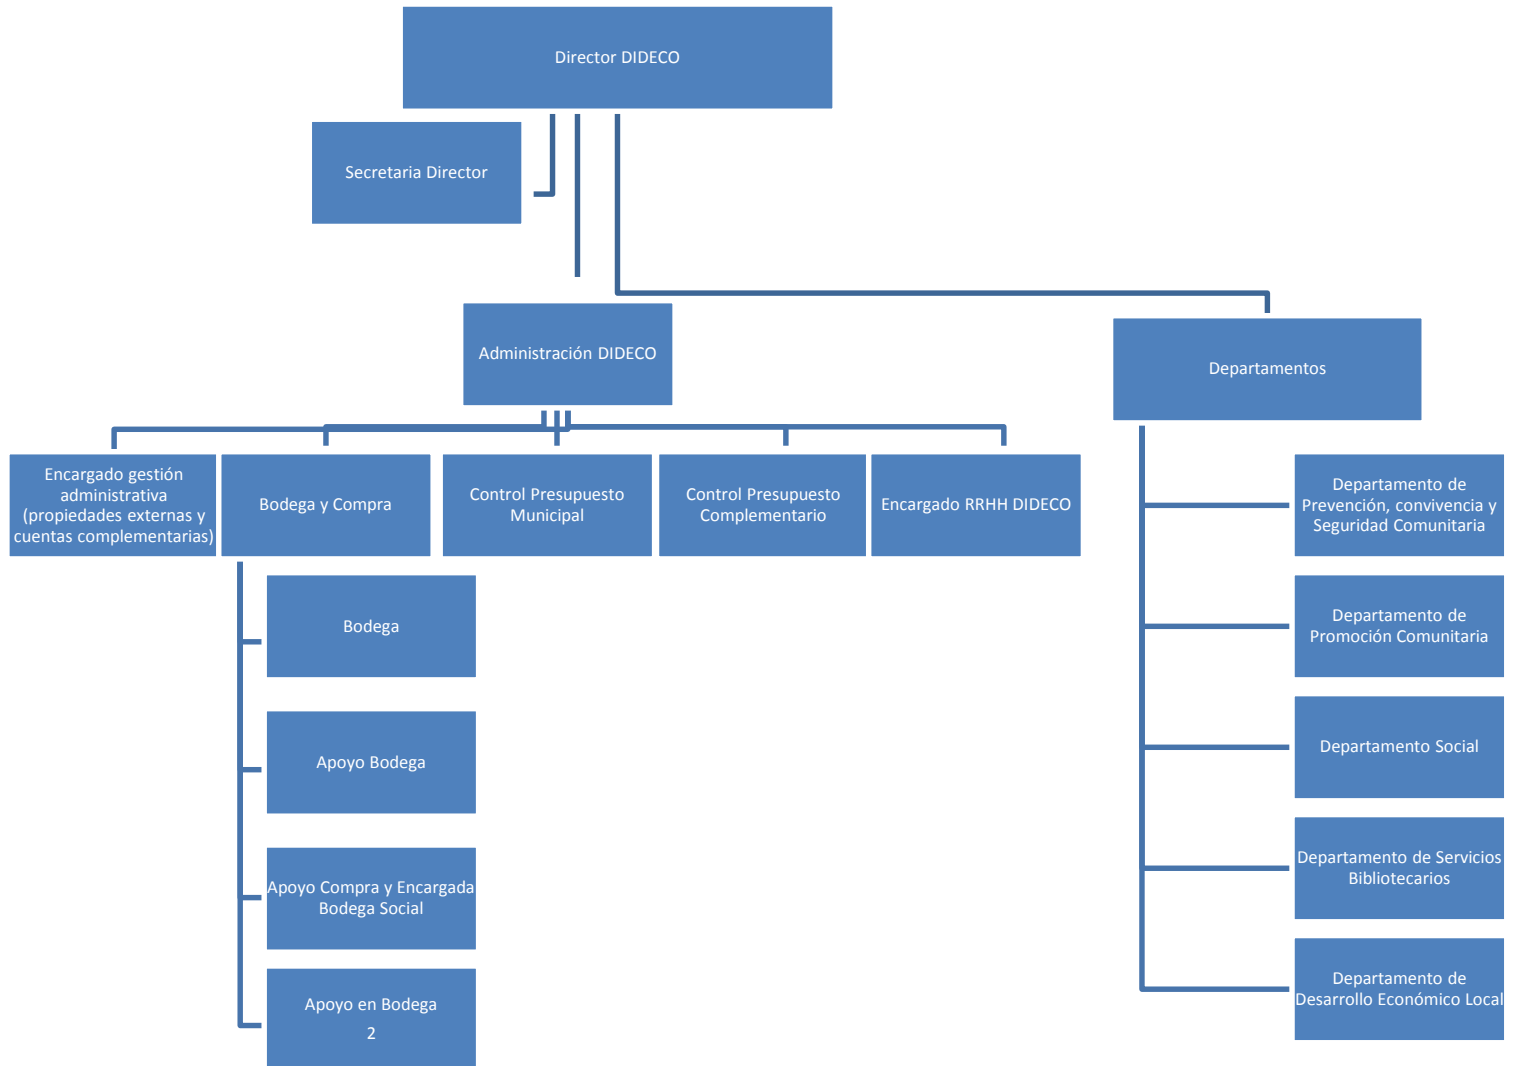 Director DIDECO
Secretaria Director
Administración DIDECO
Departamentos
Encargado gestión
administrativa
(propiedades externas y
cuentas complementarias)
Bodega y Compra
Control Presupuesto
Municipal
Control Presupuesto
Complementario
Encargado RRHH DIDECO
Bodega
Apoyo Bodega
Apoyo Compra y Encargada
Bodega Social
Apoyo en Bodega
2
Departamento de
Prevención, convivencia y
Seguridad Comunitaria
Departamento de
Promoción Comunitaria
Departamento Social
Departamento de Servicios
Bibliotecarios
Departamento de
Desarrollo Económico Local